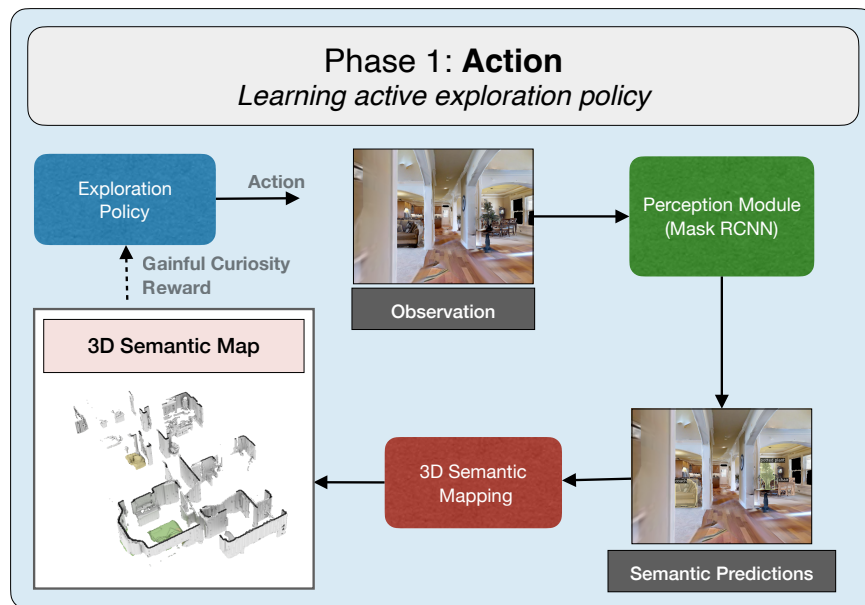 Phase 1: Action
Learning active exploration policy
Exploration
Policy
Action
Perception Module
(Mask RCNN)
Gainful Curiosity
Reward
Observation
3D Semantic Map
3D Semantic
Mapping
Semantic Predictions